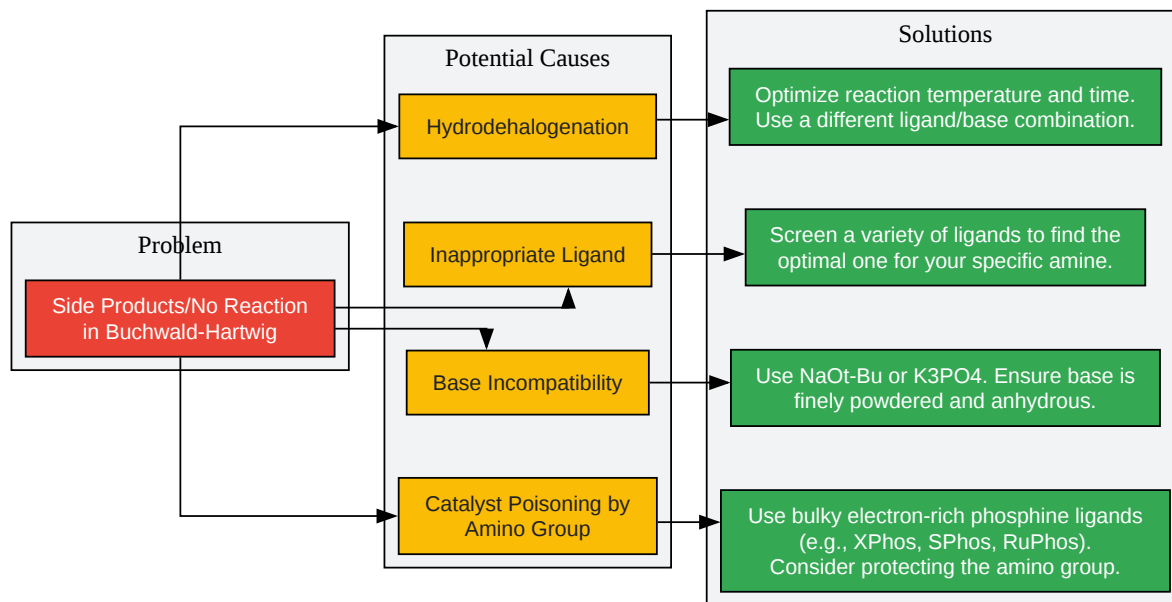 Problem
Side Products/No Reaction
in Buchwald-Hartwig
Potential Causes
Hydrodehalogenation
Inappropriate Ligand
Base Incompatibility
Catalyst Poisoning by
Amino Group
Solutions
Optimize reaction temperature and time.
Use a different ligand/base combination.
Screen a variety of ligands to find the
optimal one for your specific amine.
Use NaOt-Bu or K3PO4. Ensure base is
finely powdered and anhydrous.
Use bulky electron-rich phosphine ligands
(e.g., XPhos, SPhos, RuPhos).
Consider protecting the amino group.